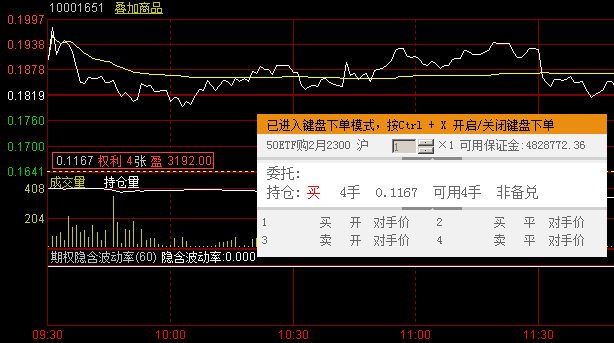 10001651 叠加商品
0.1997
0.1938
0.1878
0.1819
0.1760
0.1700
0.1641
0.1167 权利 4张 盈 3192.00
成交量 持仓量
408
204
期权隐含波动率(60) 隐含波动率:0.000
09:30 10:00 10:30 11:00 11:30
已进入键盘下单模式，按Ctrl + X 开启/关闭键盘下单
50ETF购2月2300 沪 1 ×1 可用保证金:4828772.36
委托:
持仓: 买 4手 0.1167 可用4手 非备兑
1 买 开 对手价 2 买 平 对手价
3 卖 开 对手价 4 卖 平 对手价